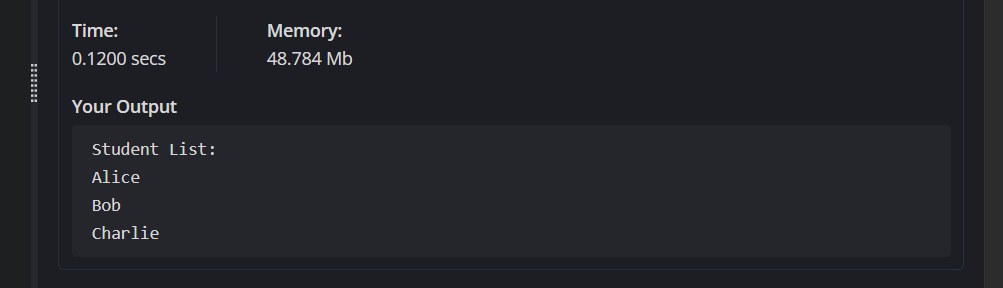 Time:
0.1200 secs
Memory:
48.784 Mb
Your Output
Student List:
Alice
Bob
Charlie